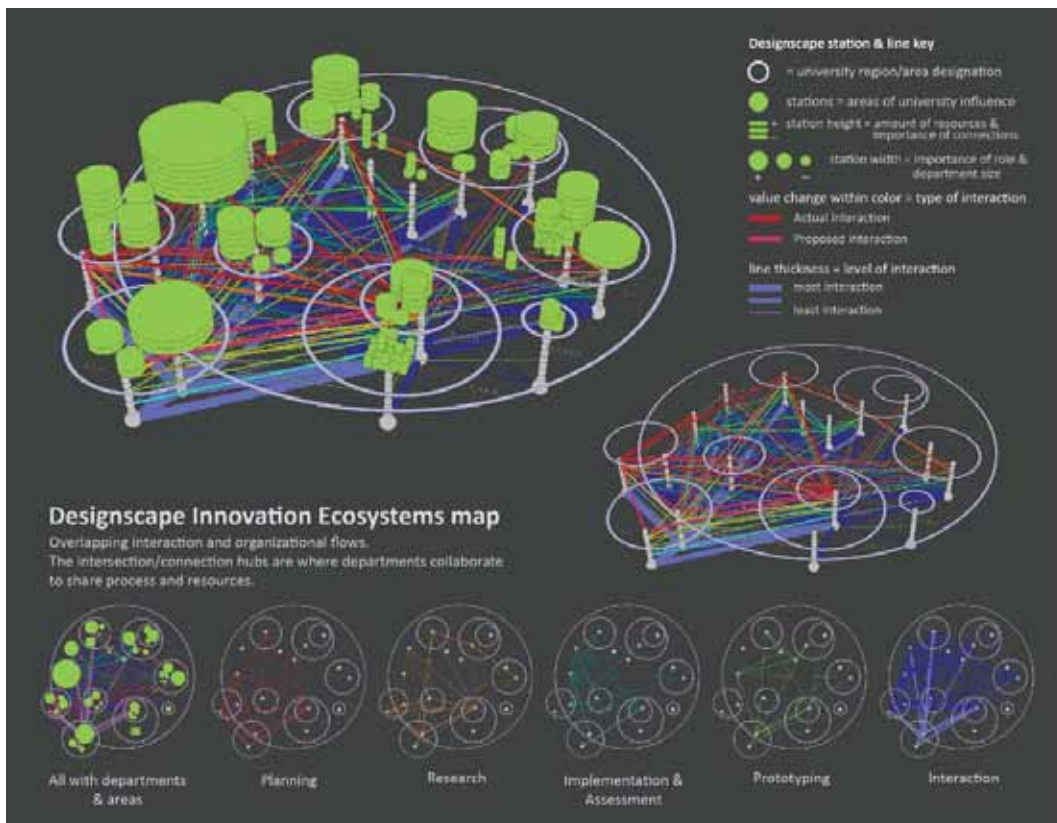 Designscape station & line key
= university region/area designation
stations = areas of university influence
station height = amount of resources &
importance of connections
station width = importance of role &
department size
+ −
value change within color = type of interaction
Actual interaction
Proposed interaction
line thickness = level of interaction
most interaction
least interaction
Designscape Innovation Ecosystems map
Overlapping interaction and organizational flows.
The intersection/connection hubs are where departments collaborate
to share process and resources.
All with departments
& areas
Planning
Research
Implementation &
Assessment
Prototyping
Interaction